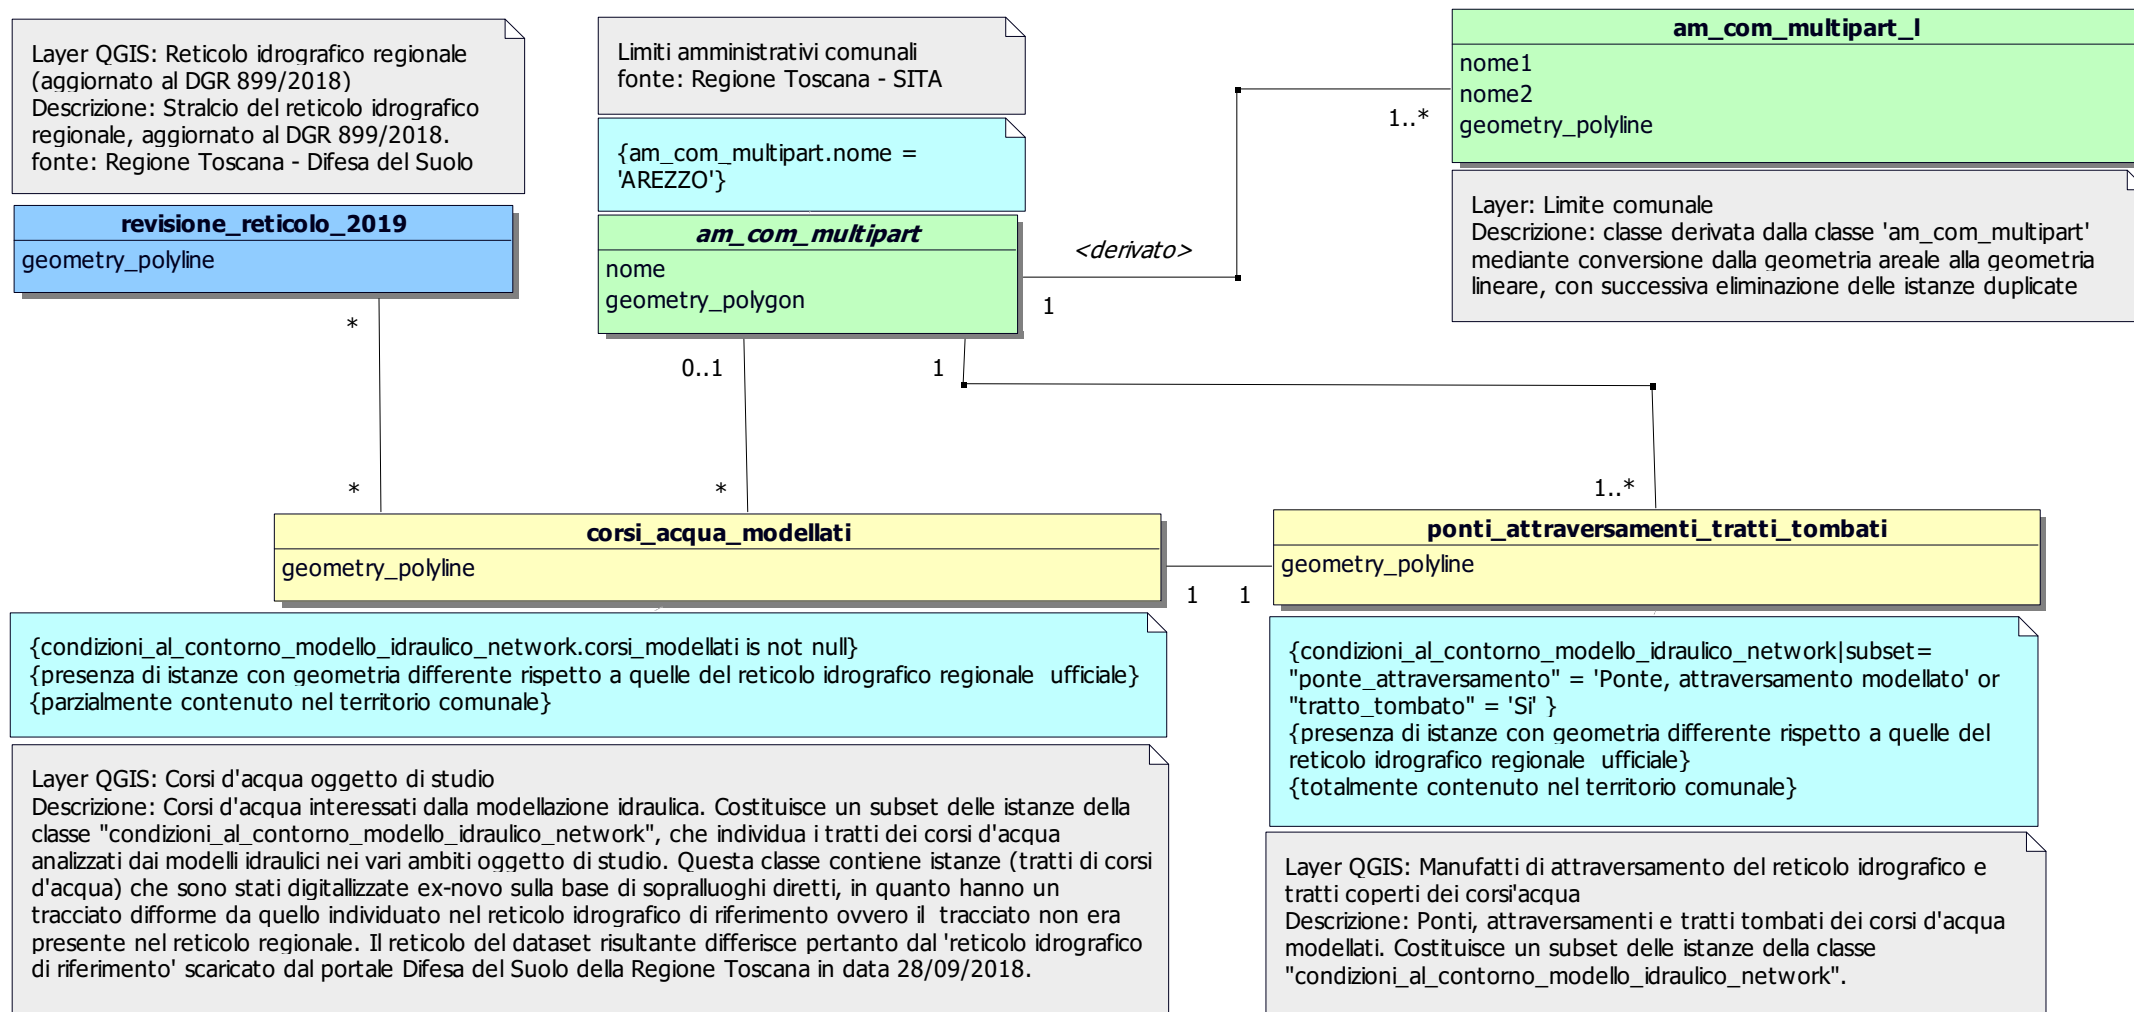 Layer QGIS: Reticolo idrografico regionale
(aggiornato al DGR 899/2018)
Descrizione: Stralcio del reticolo idrografico
regionale, aggiornato al DGR 899/2018.
fonte: Regione Toscana - Difesa del Suolo
revisione_reticolo_2019
geometry_polyline
*
*
Limiti amministrativi comunali
fonte: Regione Toscana - SITA
{am_com_multipart.nome =
'AREZZO'}
am_com_multipart
nome
geometry_polygon
0..1
*
1
1..*
<derivato>
1
1..*
am_com_multipart_l
nome1
nome2
geometry_polyline
Layer: Limite comunale
Descrizione: classe derivata dalla classe 'am_com_multipart'
mediante conversione dalla geometria areale alla geometria
lineare, con successiva eliminazione delle istanze duplicate
corsi_acqua_modellati
geometry_polyline
1
1
{condizioni_al_contorno_modello_idraulico_network.corsi_modellati is not null}
{presenza di istanze con geometria differente rispetto a quelle del reticolo idrografico regionale  ufficiale}
{parzialmente contenuto nel territorio comunale}
Layer QGIS: Corsi d'acqua oggetto di studio
Descrizione: Corsi d'acqua interessati dalla modellazione idraulica. Costituisce un subset delle istanze della
classe "condizioni_al_contorno_modello_idraulico_network", che individua i tratti dei corsi d'acqua
analizzati dai modelli idraulici nei vari ambiti oggetto di studio. Questa classe contiene istanze (tratti di corsi
d'acqua) che sono stati digitalizzate ex-novo sulla base di sopralluoghi diretti, in quanto hanno un
tracciato difforme da quello individuato nel reticolo idrografico di riferimento ovvero il  tracciato non era
presente nel reticolo regionale. Il reticolo del dataset risultante differisce pertanto dal 'reticolo idrografico
di riferimento' scaricato dal portale Difesa del Suolo della Regione Toscana in data 28/09/2018.
ponti_attraversamenti_tratti_tombati
geometry_polyline
{condizioni_al_contorno_modello_idraulico_network|subset=
"ponte_attraversamento" = 'Ponte, attraversamento modellato' or
"tratto_tombato" = 'Si' }
{presenza di istanze con geometria differente rispetto a quelle del
reticolo idrografico regionale  ufficiale}
{totalmente contenuto nel territorio comunale}
Layer QGIS: Manufatti di attraversamento del reticolo idrografico e
tratti coperti dei corsi'acqua
Descrizione: Ponti, attraversamenti e tratti tombati dei corsi d'acqua
modellati. Costituisce un subset delle istanze della classe
"condizioni_al_contorno_modello_idraulico_network".